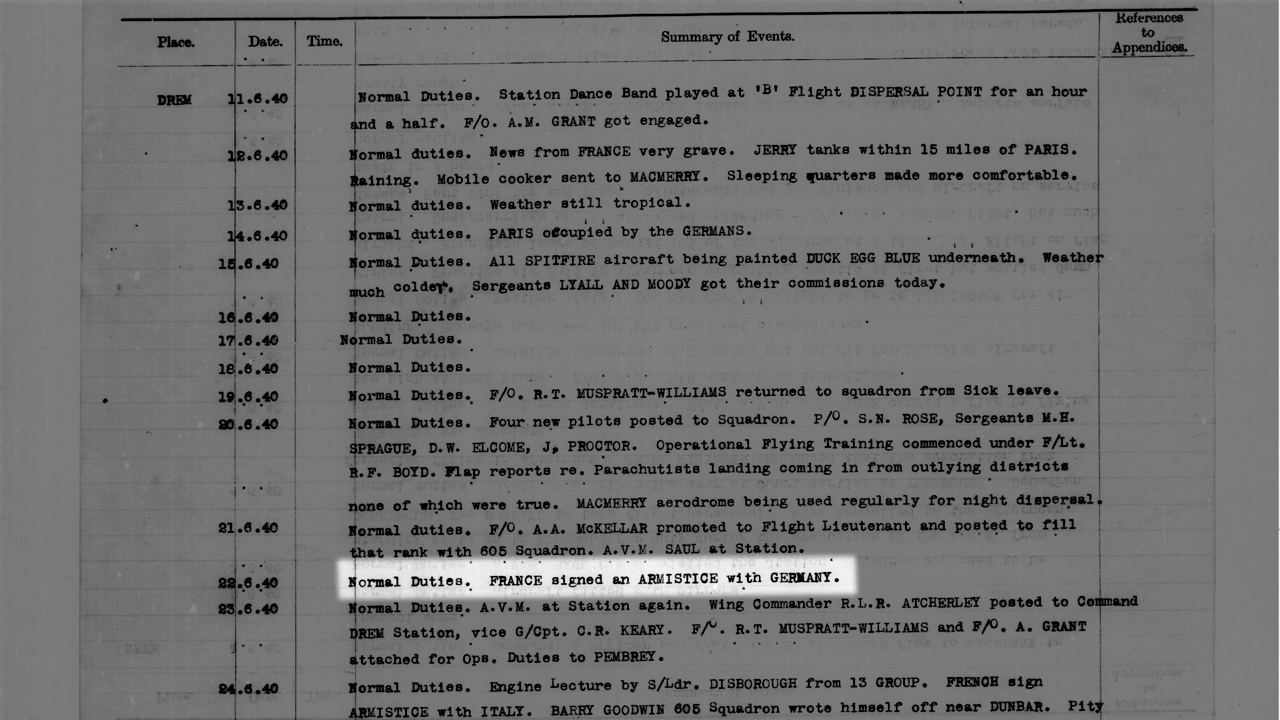 Place. Date. Time. Summary of Events. References to Appendices.
DREM 11.6.40 Normal Duties. Station Dance Band played at 'B' Flight DISPERSAL POINT for an hour
and a half. F/O. A.M. GRANT got engaged.
12.6.40 Normal duties. News from FRANCE very grave. JERRY tanks within 15 miles of PARIS.
Raining. Mobile cooker sent to MACMERRY. Sleeping quarters made more comfortable.
13.6.40 Normal duties. Weather still tropical.
14.6.40 Normal duties. PARIS occupied by the GERMANS.
15.6.40 Normal Duties. All SPITFIRE aircraft being painted DUCK EGG BLUE underneath. Weather
much colder. Sergeants LYALL AND MOODY got their commissions today.
16.6.40 Normal Duties.
17.6.40 Normal Duties.
18.6.40 Normal Duties.
19.6.40 Normal Duties. F/O. R.T. MUSPRATT-WILLIAMS returned to squadron from Sick leave.
20.6.40 Normal Duties. Four new pilots posted to Squadron. P/O. S.N. ROSE, Sergeants M.H.
SPRAGUE, D.W. ELCOME, J. PROCTOR. Operational Flying Training commenced under F/Lt.
R.F. BOYD. Flap reports re. Parachutists landing coming in from outlying districts
none of which were true. MACMERRY aerodrome being used regularly for night dispersal.
21.6.40 Normal duties. F/O. A.A. McKELLAR promoted to Flight Lieutenant and posted to fill
that rank with 605 Squadron. A.V.M. SAUL at Station.
22.6.40 Normal Duties. FRANCE signed an ARMISTICE with GERMANY.
23.6.40 Normal Duties. A.V.M. at Station again. Wing Commander R.L.R. ATCHERLEY posted to Command
DREM Station, vice G/Cpt. C.R. KEARY. F/O. R.T. MUSPRATT-WILLIAMS and F/O. A. GRANT
attached for Ops. Duties to PEMBREY.
24.6.40 Normal Duties. Engine Lecture by S/Ldr. DISBOROUGH from 13 GROUP. FRENCH sign
ARMISTICE with ITALY. BARRY GOODWIN 605 Squadron wrote himself off near DUNBAR. Pity